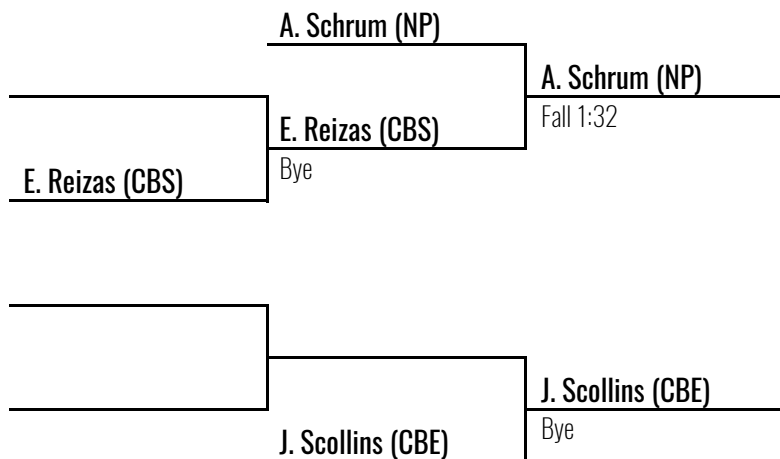 A. Schrum (NP)
A. Schrum (NP)
Fall 1:32
E. Reizas (CBS)
Bye
E. Reizas (CBS)
J. Scollins (CBE)
Bye
J. Scollins (CBE)